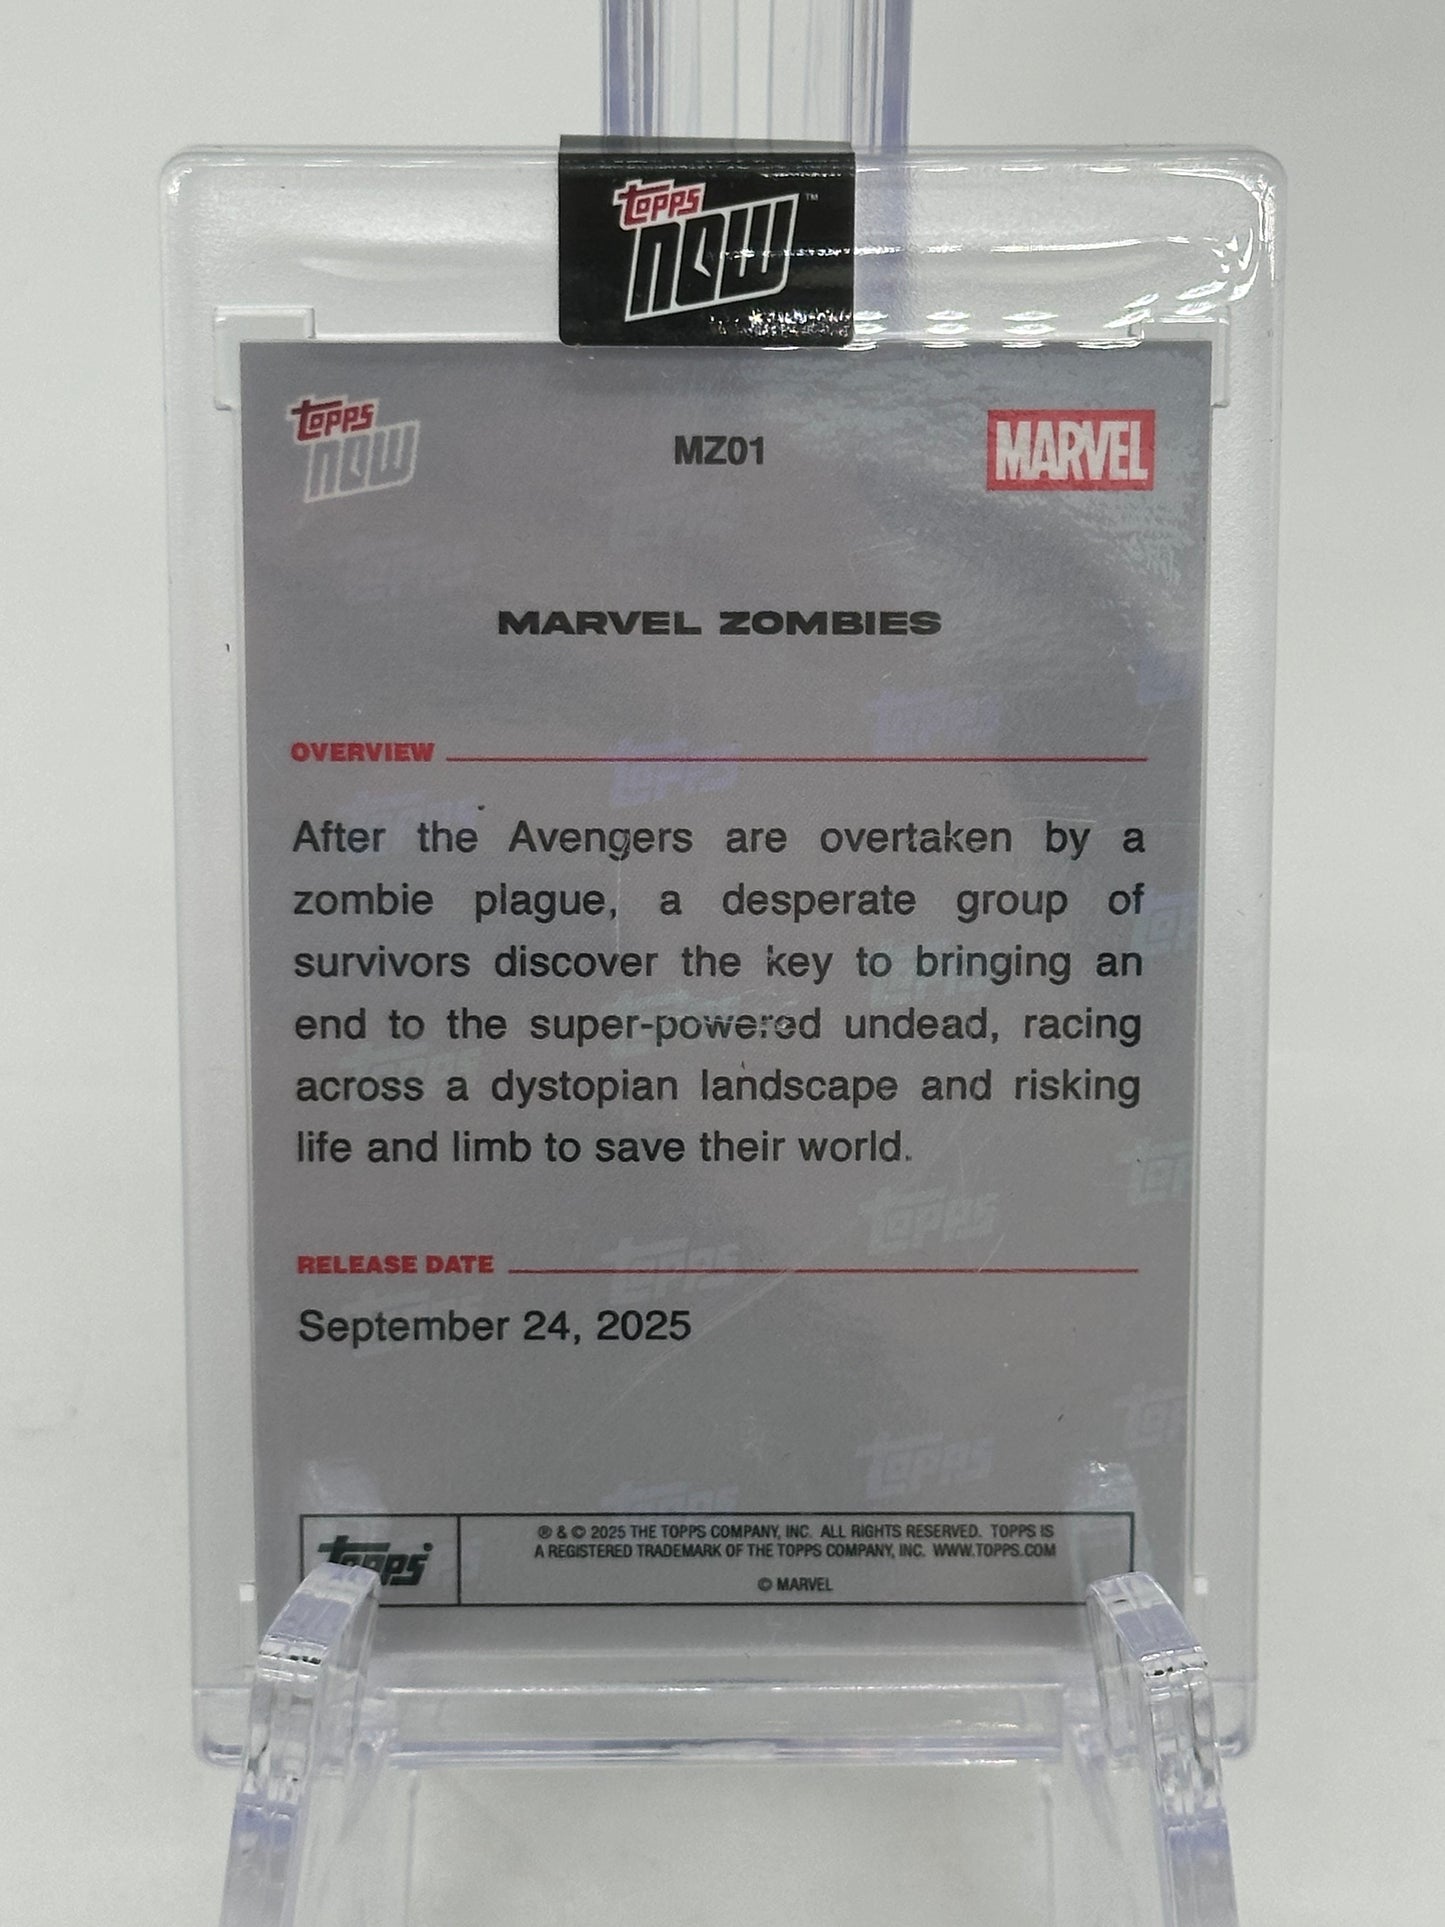 topps
now™
topps
now
MZ01
MARVEL
MARVEL ZOMBIES
OVERVIEW
After the Avengers are overtaken by a
zombie plague, a desperate group of
survivors discover the key to bringing an
end to the super-powered undead, racing
across a dystopian landscape and risking
life and limb to save their world.
RELEASE DATE
September 24, 2025
topps
® & © 2025 THE TOPPS COMPANY, INC. ALL RIGHTS RESERVED. TOPPS IS
A REGISTERED TRADEMARK OF THE TOPPS COMPANY, INC. WWW.TOPPS.COM
© MARVEL